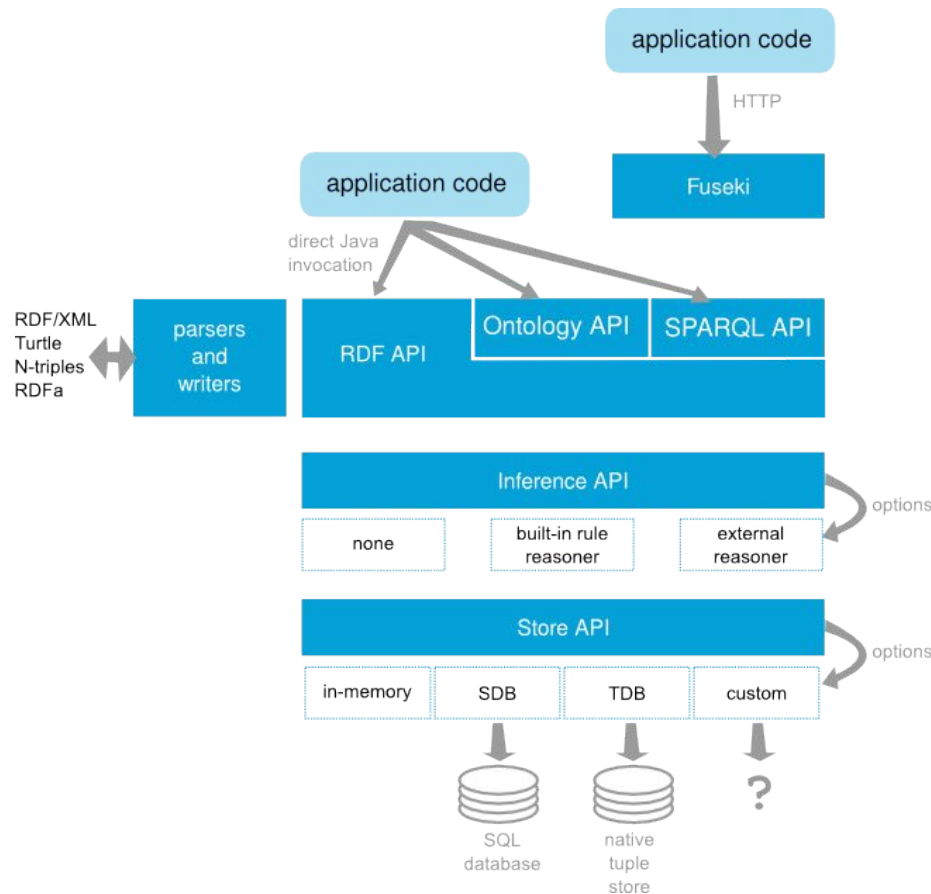 application code
HTTP
Fuseki
application code
direct Java
invocation
RDF/XML
Turtle
N-triples
RDFa
parsers
and
writers
RDF API
Ontology API
SPARQL API
Inference API
options
none
built-in rule
reasoner
external
reasoner
Store API
options
in-memory
SDB
TDB
custom
?
SQL
database
native
tuple
store